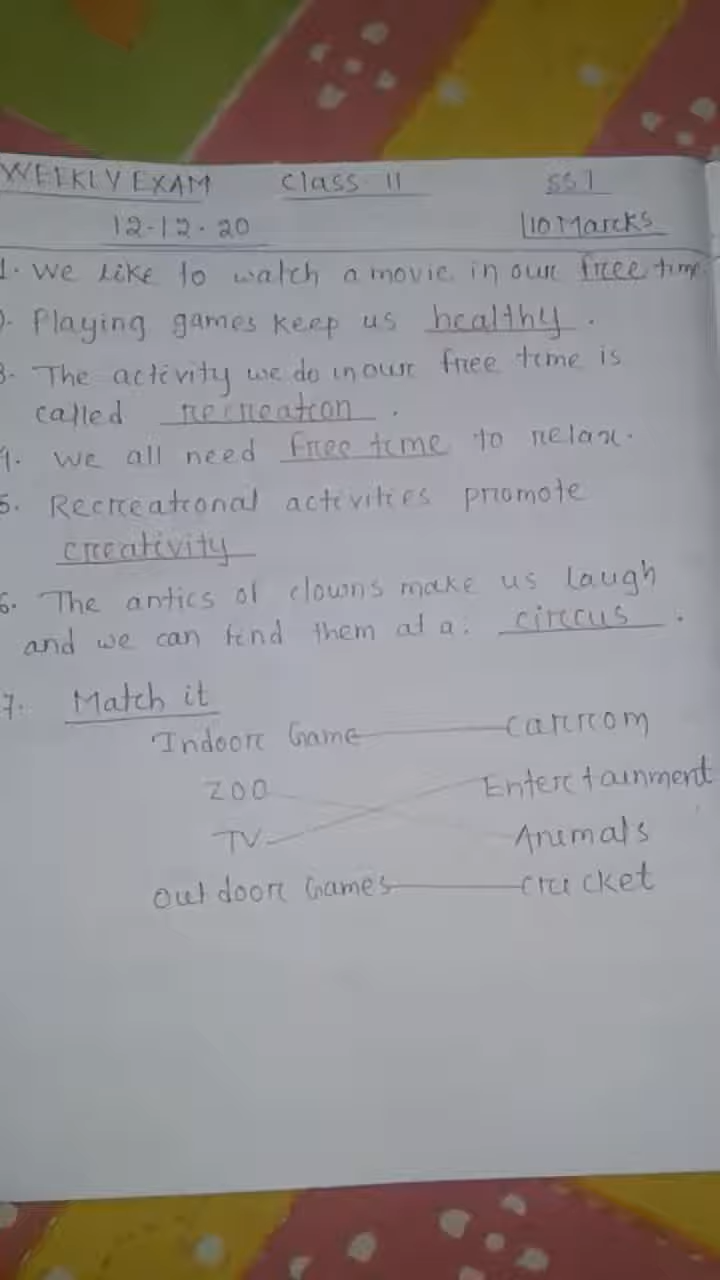 WEEKLY EXAM Class II SS1
12-12-20 10 Marks
1. We like to watch a movie in our free time
2. Playing games keep us healthy.
3. The activity we do in our free time is
called recreation.
4. We all need free time to relax.
5. Recreational activities promote
creativity
6. The antics of clowns make us laugh
and we can find them at a: circus.
7. Match it
Indoor Game Carrom
Zoo Entertainment
TV Animals
Outdoor Games Cricket